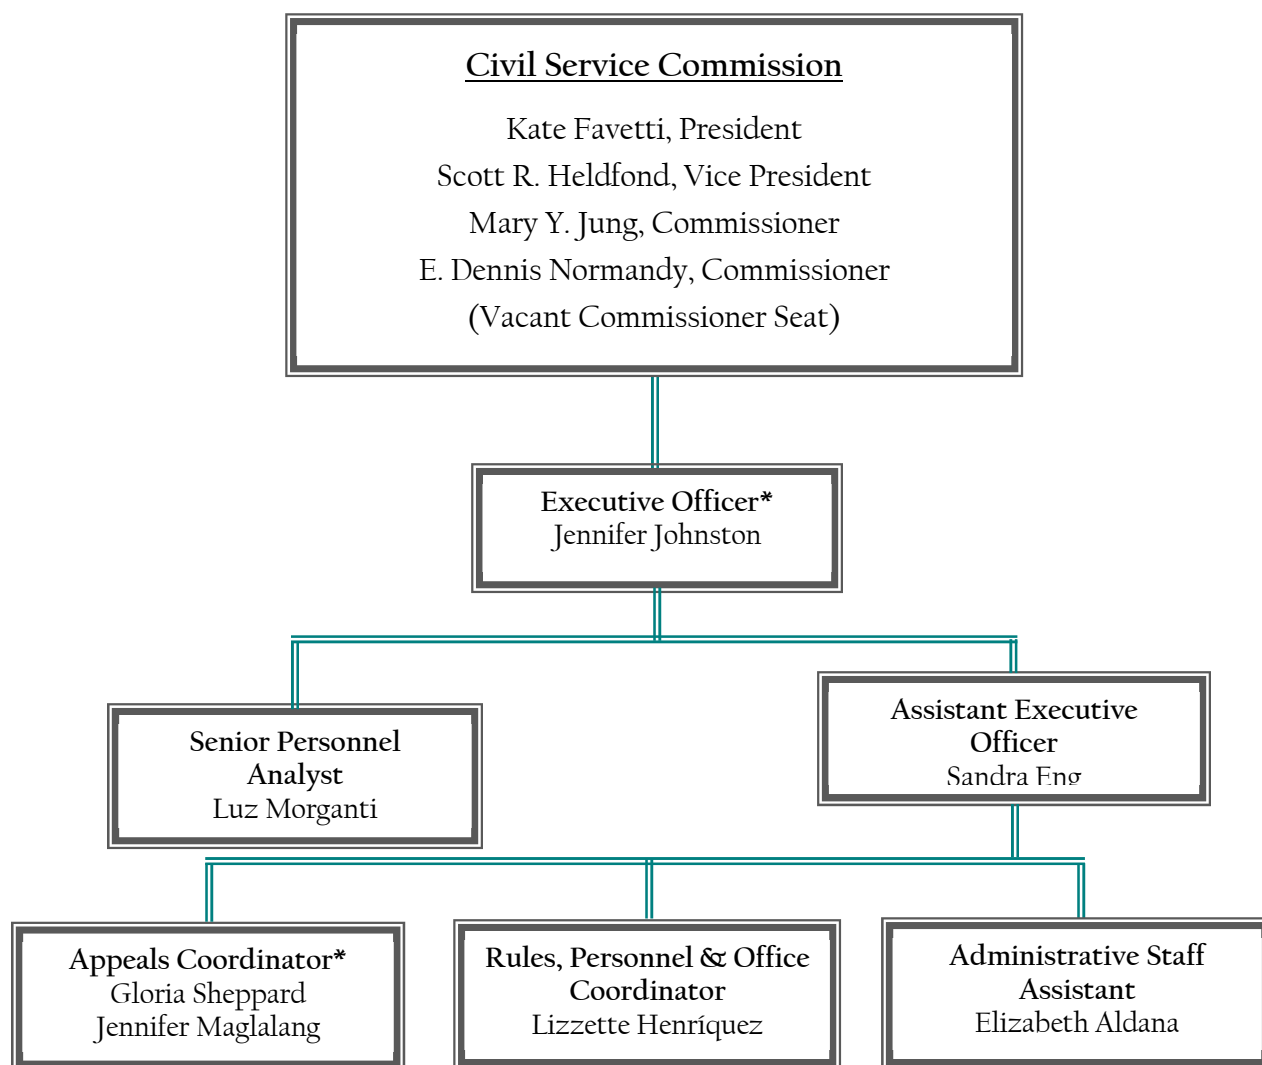 Civil Service Commission
Kate Favetti, President
Scott R. Heldfond, Vice President
Mary Y. Jung, Commissioner
E. Dennis Normandy, Commissioner
(Vacant Commissioner Seat)
Executive Officer*
Jennifer Johnston
Senior Personnel
Analyst
Luz Morganti
Assistant Executive
Officer
Sandra Eng
Appeals Coordinator*
Gloria Sheppard
Jennifer Maglalang
Rules, Personnel & Office
Coordinator
Lizzette Henríquez
Administrative Staff
Assistant
Elizabeth Aldana